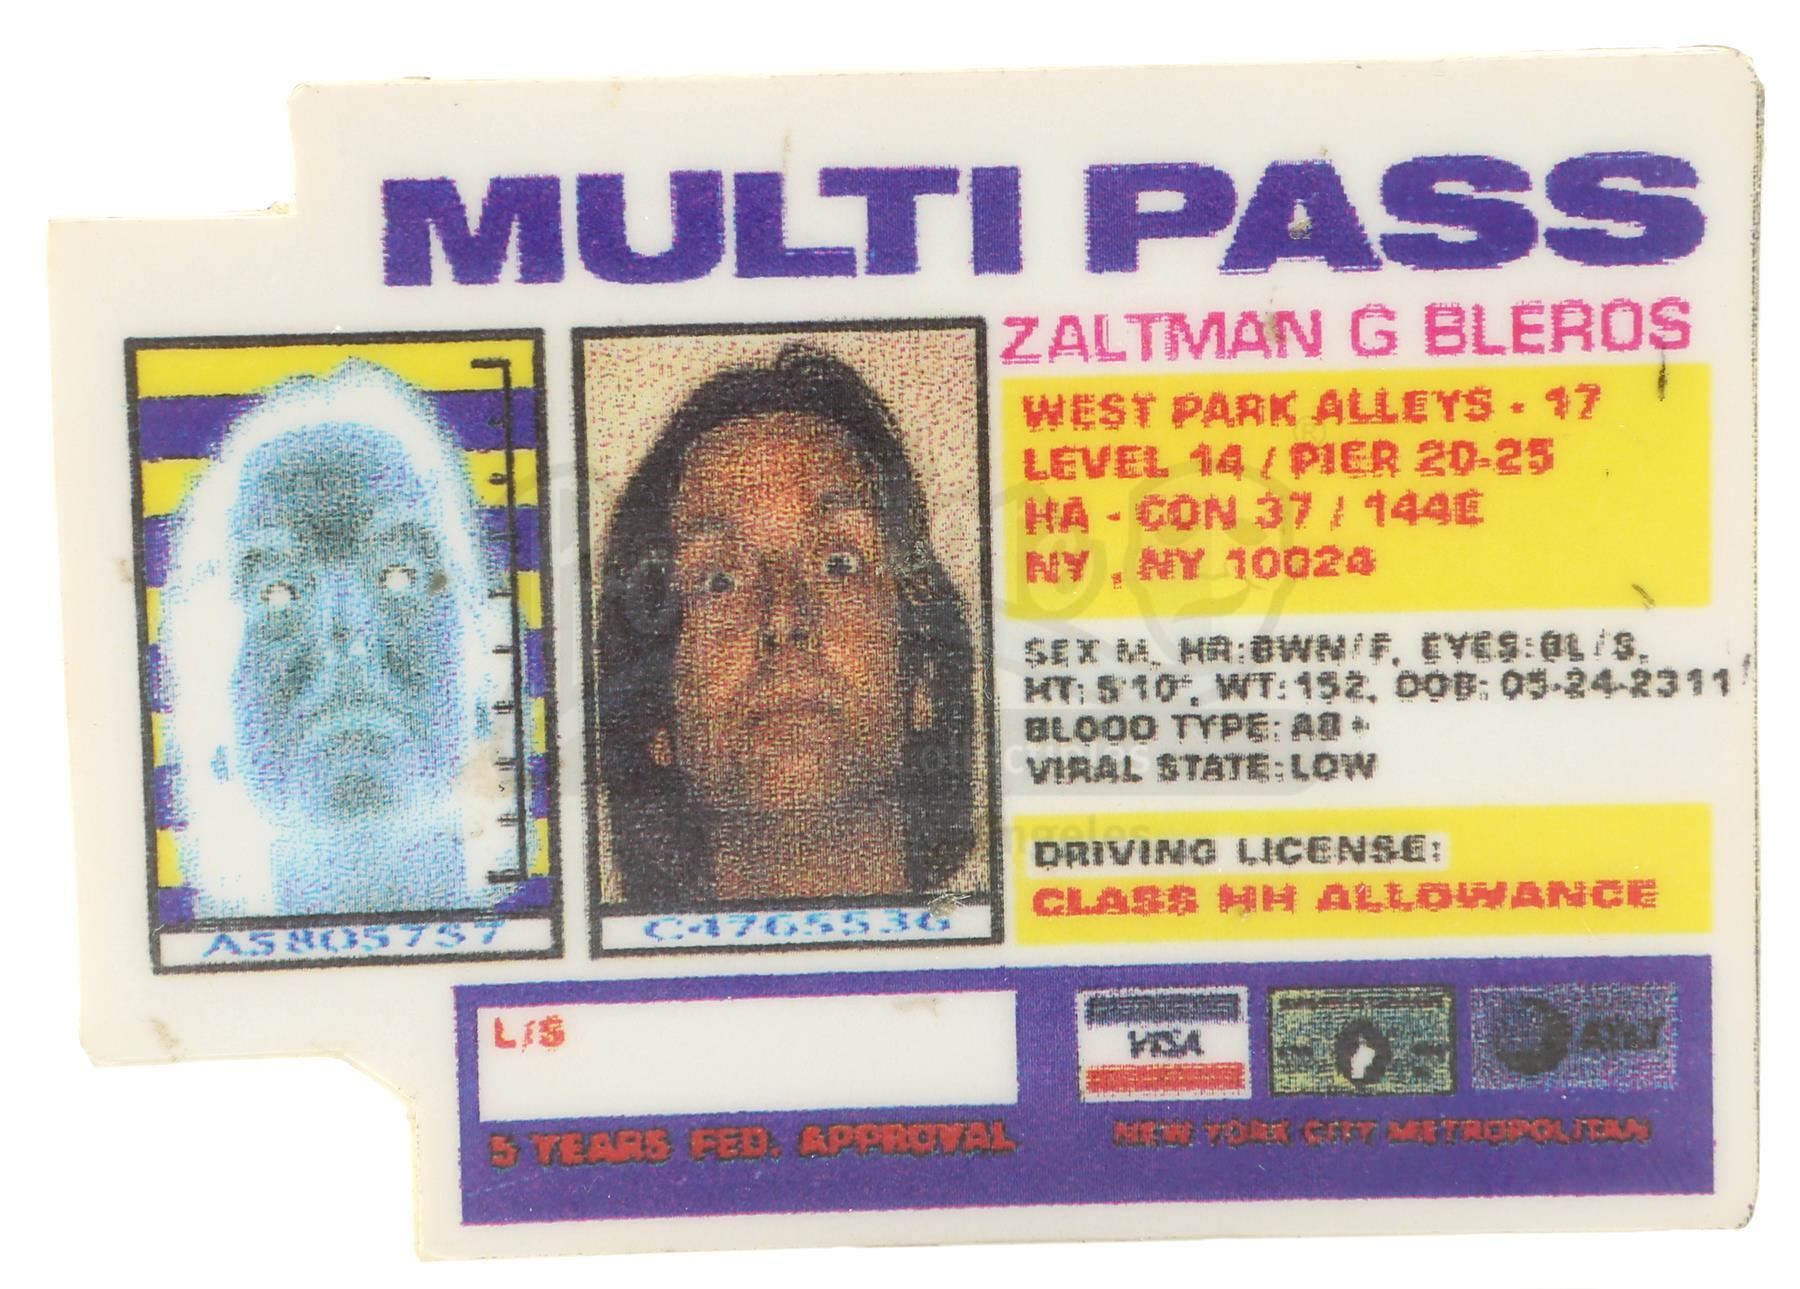 MULTI PASS
ZALTMAN G BLEROS
WEST PARK ALLEYS - 17
LEVEL 14 / PIER 20-25
HA - CON 37 / 144E
NY , NY 10024
SEX M, HR:BWN/F, EYES:BL/S,
HT: 5'10", WT: 152, DOB: 05-24-2311
BLOOD TYPE: AB+
VIRAL STATE: LOW
DRIVING LICENSE:
CLASS HH ALLOWANCE
A5805757
C4765536
L/S
VISA
AT&T
5 YEARS FED. APPROVAL
NEW YORK CITY METROPOLITAN